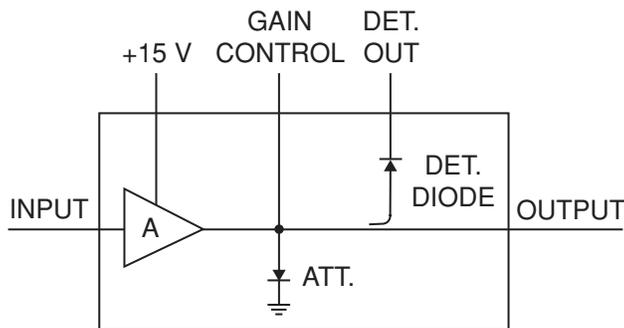 GAIN
CONTROL
DET.
OUT
+15 V
DET.
DIODE
INPUT
A
OUTPUT
ATT.